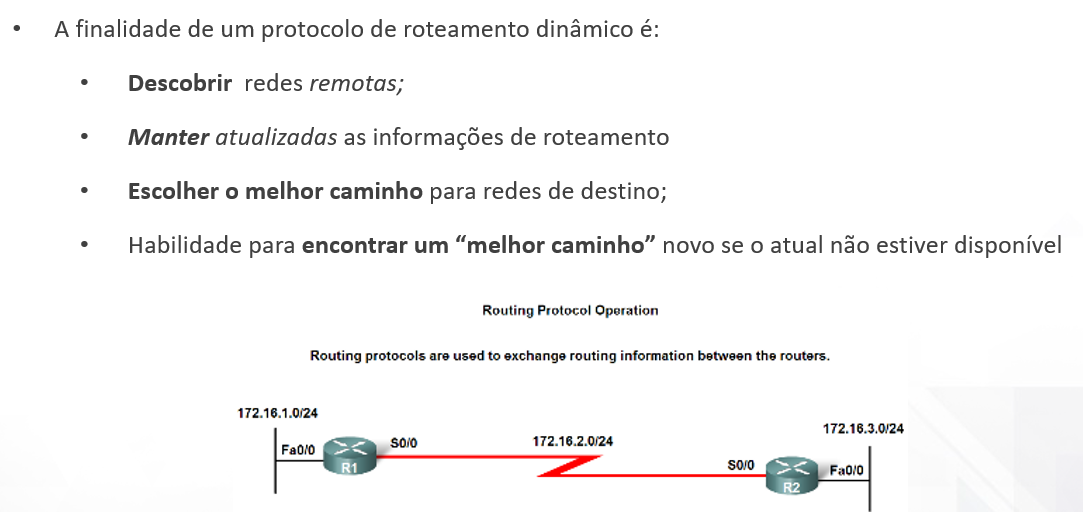 • A finalidade de um protocolo de roteamento dinâmico é:
• Descobrir redes remotas;
• Manter atualizadas as informações de roteamento
• Escolher o melhor caminho para redes de destino;
• Habilidade para encontrar um “melhor caminho” novo se o atual não estiver disponível
Routing Protocol Operation
Routing protocols are used to exchange routing information between the routers.
172.16.1.0/24
Fa0/0
R1
S0/0
172.16.2.0/24
S0/0
R2
172.16.3.0/24
Fa0/0